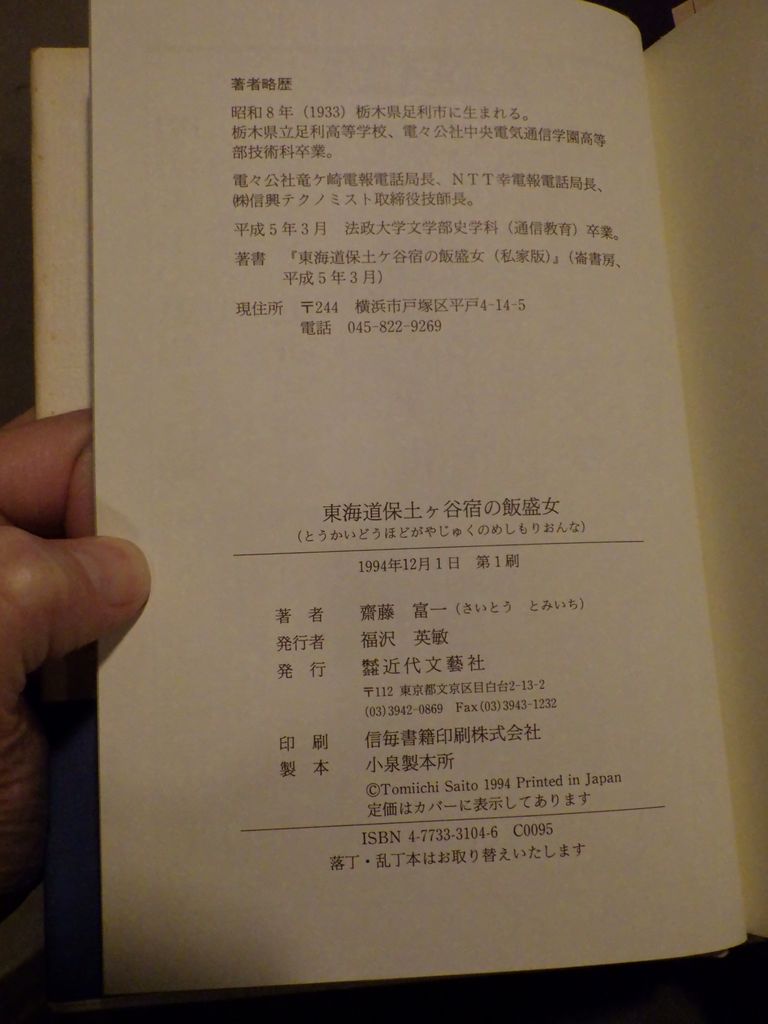 著者略歴
昭和8年（1933）栃木県足利市に生まれる。
栃木県立足利高等学校、電々公社中央電気通信学園高等
部技術科卒業。
電々公社竜ケ崎電報電話局長、NTT幸電報電話局長、
㈱信興テクノミスト取締役技師長。
平成5年3月　法政大学文学部史学科（通信教育）卒業。
著書　『東海道保土ケ谷宿の飯盛女（私家版）』（崙書房、
平成5年3月）
現住所　〒244　横浜市戸塚区平戸4-14-5
電話　045-822-9269
東海道保土ヶ谷宿の飯盛女
（とうかいどうほどがやじゅくのめしもりおんな）
1994年12月1日　第1刷
著　者　齋藤　富一（さいとう　とみいち）
発行者　福沢　英敏
発　行　株式会社近代文藝社
〒112 東京都文京区目白台2-13-2
(03)3942-0869　Fax(03)3943-1232
印　刷　信毎書籍印刷株式会社
製　本　小泉製本所
©Tomiichi Saito 1994 Printed in Japan
定価はカバーに表示してあります
ISBN 4-7733-3104-6　C0095
落丁・乱丁本はお取り替えいたします